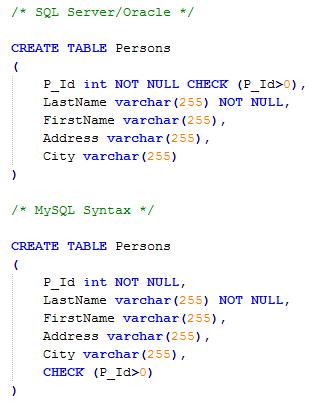 /* SQL Server/Oracle */
CREATE TABLE Persons
(
P_Id int NOT NULL CHECK (P_Id>0),
LastName varchar(255) NOT NULL,
FirstName varchar(255),
Address varchar(255),
City varchar(255)
)
/* MySQL Syntax */
CREATE TABLE Persons
(
P_Id int NOT NULL,
LastName varchar(255) NOT NULL,
FirstName varchar(255),
Address varchar(255),
City varchar(255),
CHECK (P_Id>0)
)